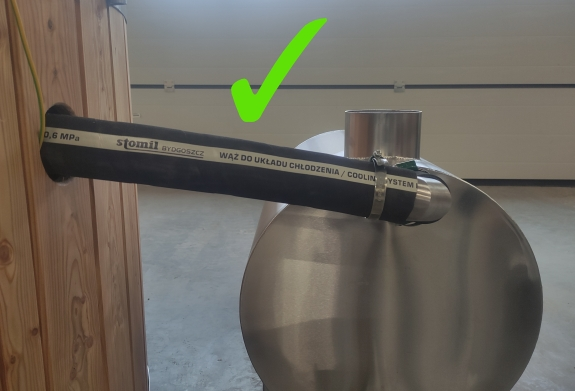 0,6 MPa stomil BYDGOSZCZ WĄŻ DO UKŁADU CHŁODZENIA / COOLING SYSTEM